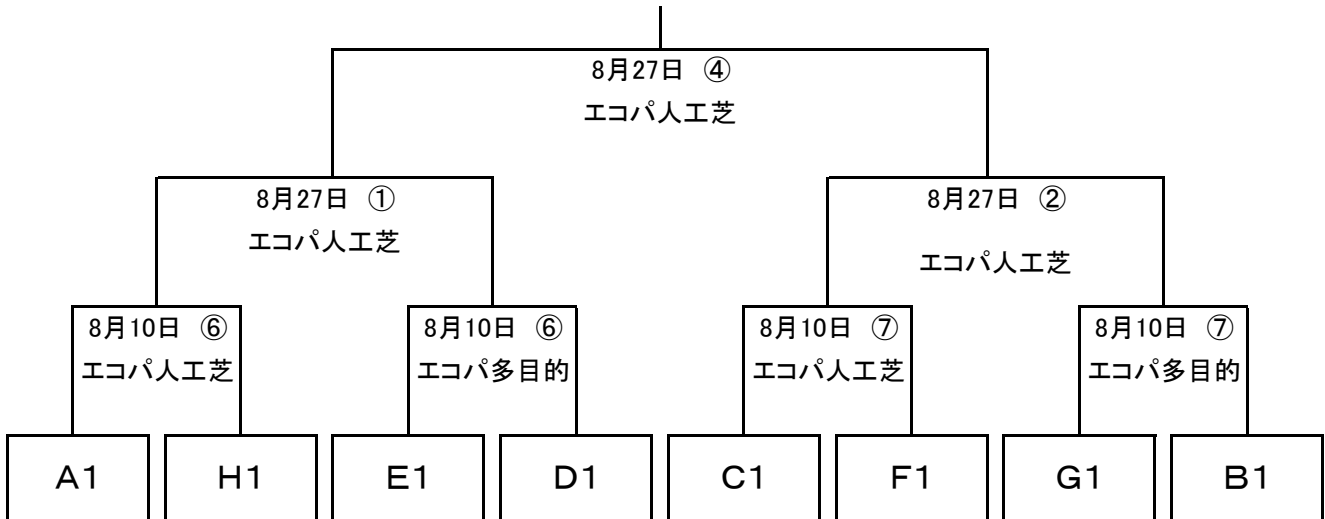 8月27日 ④
エコパ人工芝
8月27日 ①
エコパ人工芝
8月27日 ②
エコパ人工芝
8月10日 ⑥
エコパ人工芝
8月10日 ⑥
エコパ多目的
8月10日 ⑦
エコパ人工芝
8月10日 ⑦
エコパ多目的
A1 H1 E1 D1 C1 F1 G1 B1